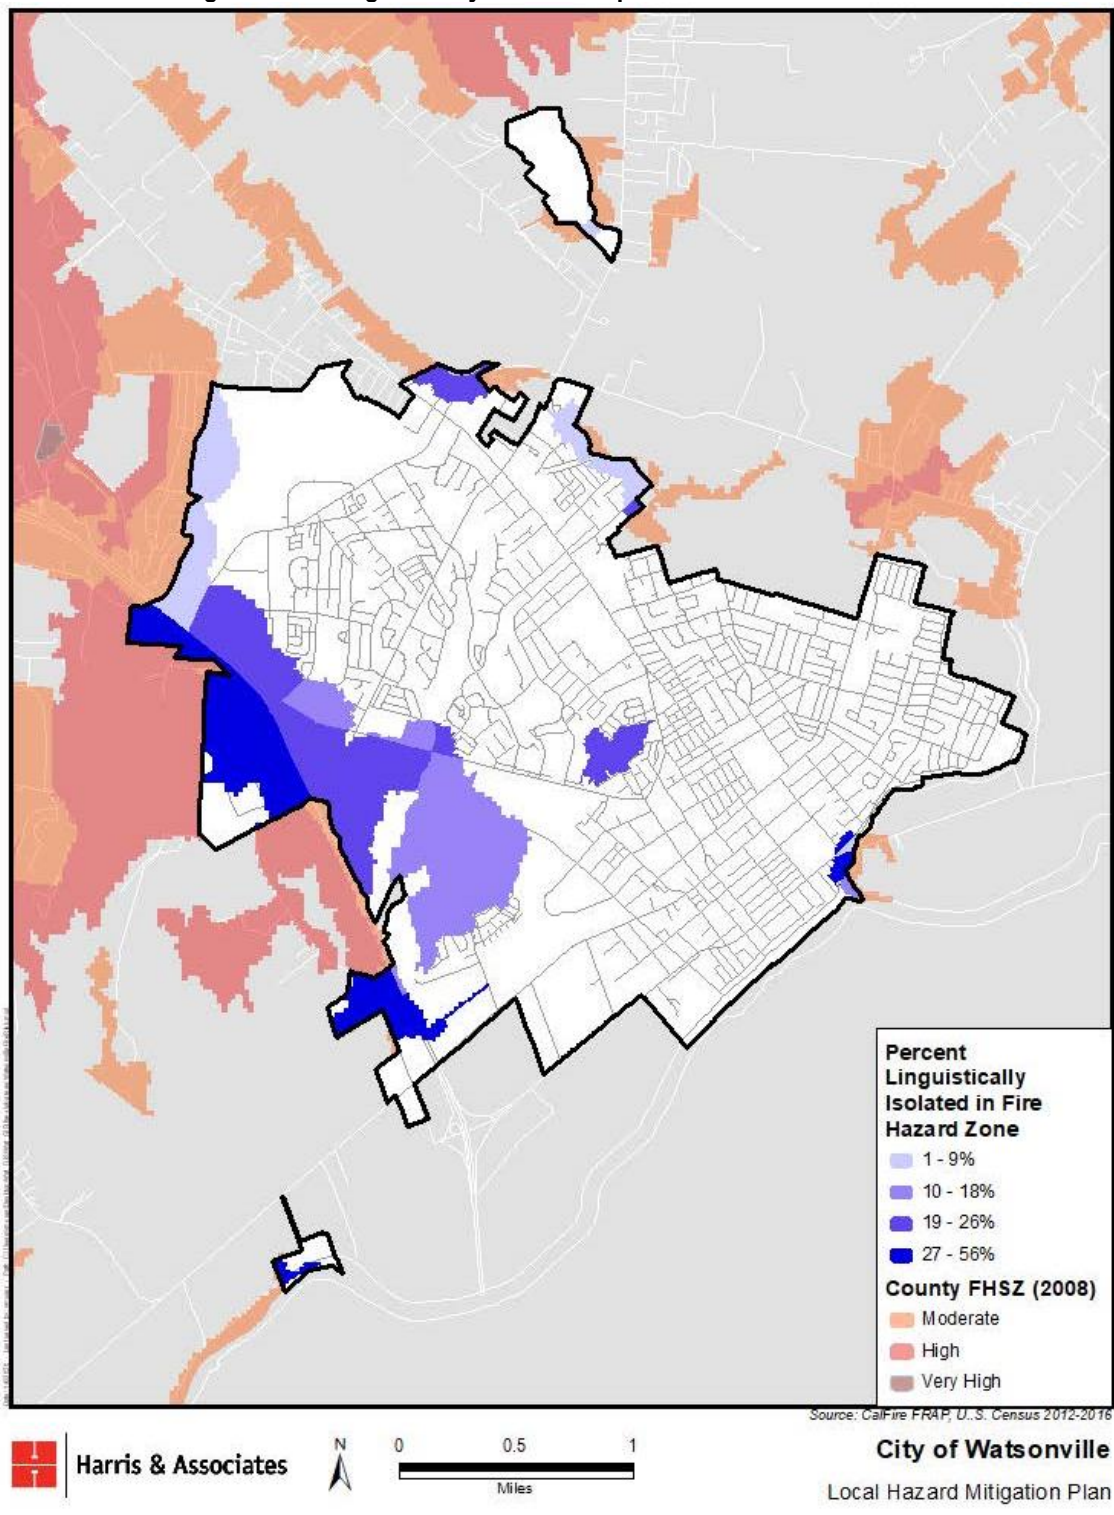 Percent
Linguistically
Isolated in Fire
Hazard Zone
1 - 9%
10 - 18%
19 - 26%
27 - 56%
County FHSZ (2008)
Moderate
High
Very High
Source: CalFire FRAP, U.S. Census 2012-2016
Harris & Associates
N
0 0.5 1
Miles
City of Watsonville
Local Hazard Mitigation Plan